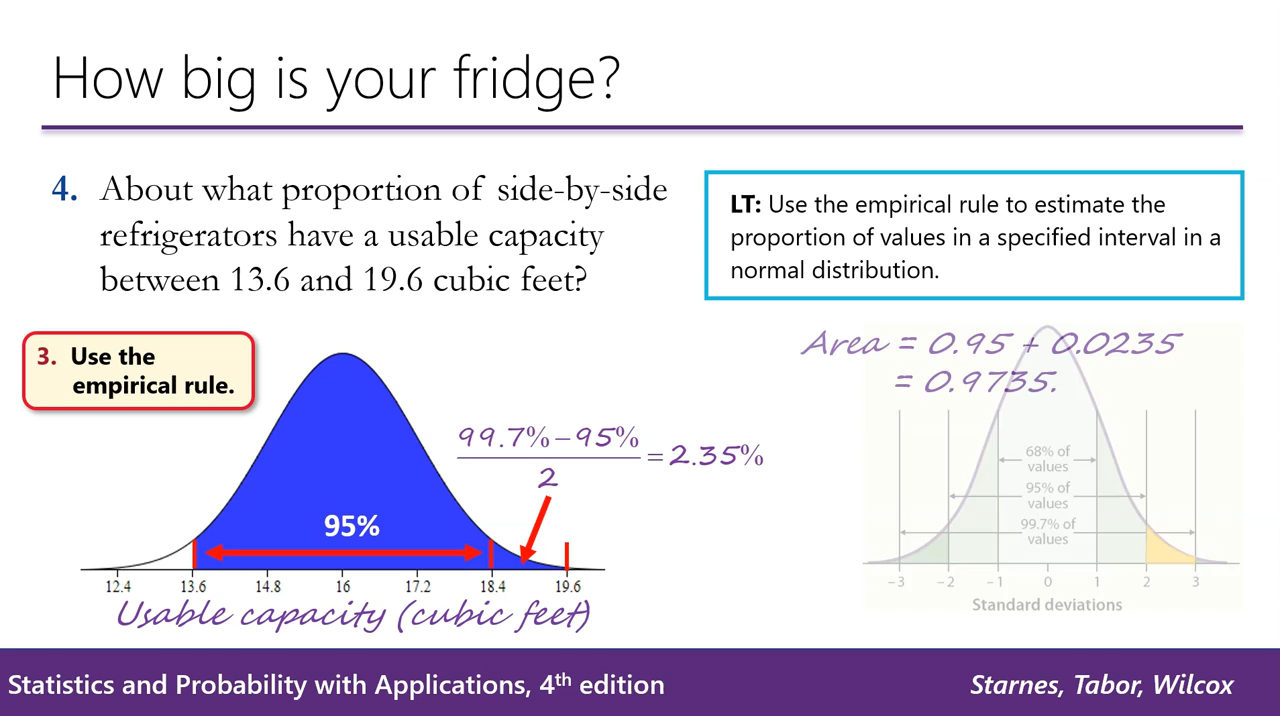 How big is your fridge?
4. About what proportion of side-by-side
refrigerators have a usable capacity
between 13.6 and 19.6 cubic feet?
LT: Use the empirical rule to estimate the
proportion of values in a specified interval in a
normal distribution.
3. Use the
empirical rule.
99.7% – 95%
2
= 2.35%
95%
12.4 13.6 14.8 16 17.2 18.4 19.6
Usable capacity (cubic feet)
Area = 0.95 + 0.0235
= 0.9735.
68% of
values
95% of
values
99.7% of
values
–3 –2 –1 0 1 2 3
Standard deviations
Statistics and Probability with Applications, 4th edition
Starnes, Tabor, Wilcox